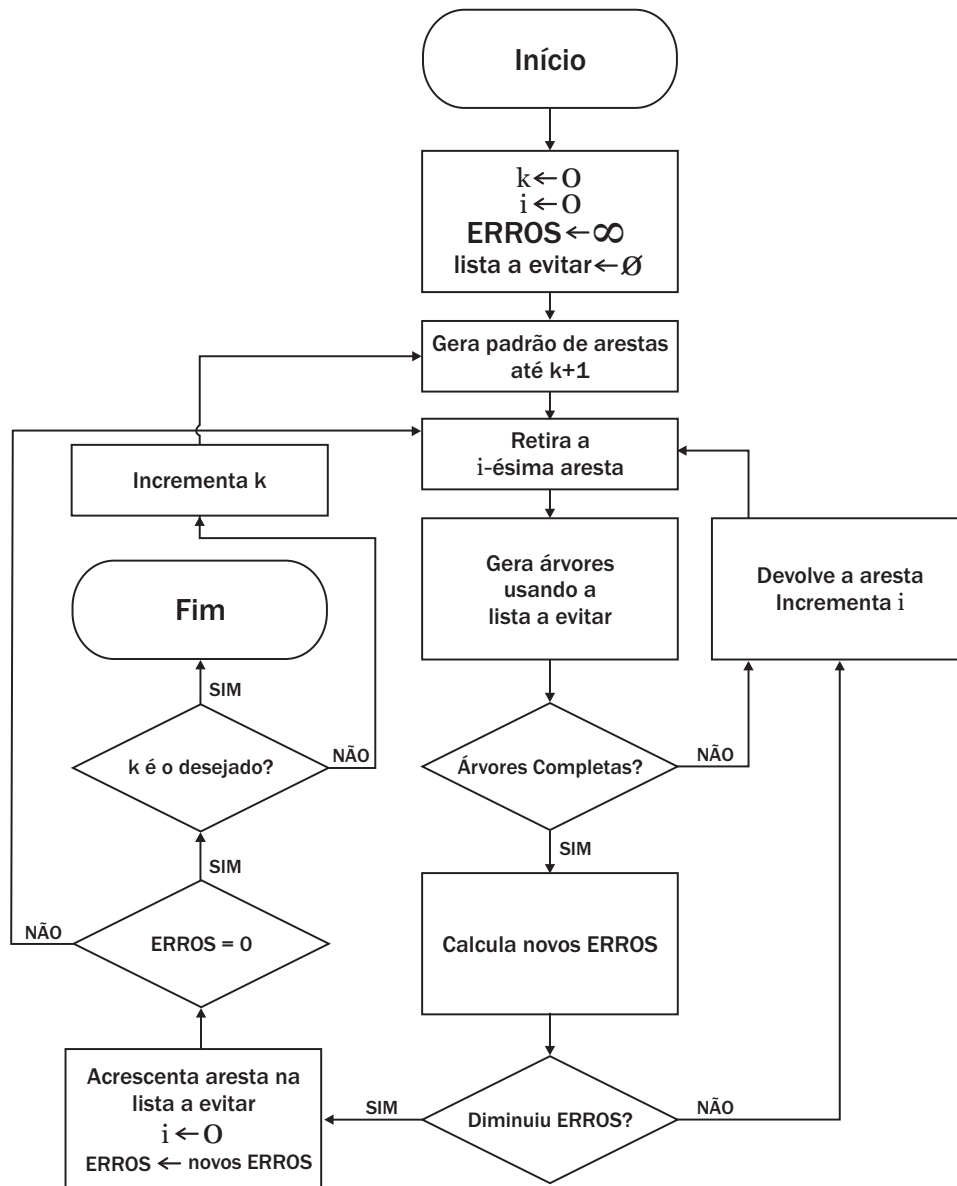 Início
k←0
i←0
ERROS←∞
lista a evitar←Ø
Gera padrão de arestas
até k+1
Retira a
i-ésima aresta
Incrementa k
Gera árvores
usando a
lista a evitar
Devolve a aresta
Incrementa i
Fim
SIM
k é o desejado?
NÃO
Árvores Completas?
NÃO
SIM
SIM
NÃO
ERROS = 0
Calcula novos ERROS
Acrescenta aresta na
lista a evitar
i←0
ERROS ← novos ERROS
SIM
Diminuiu ERROS?
NÃO